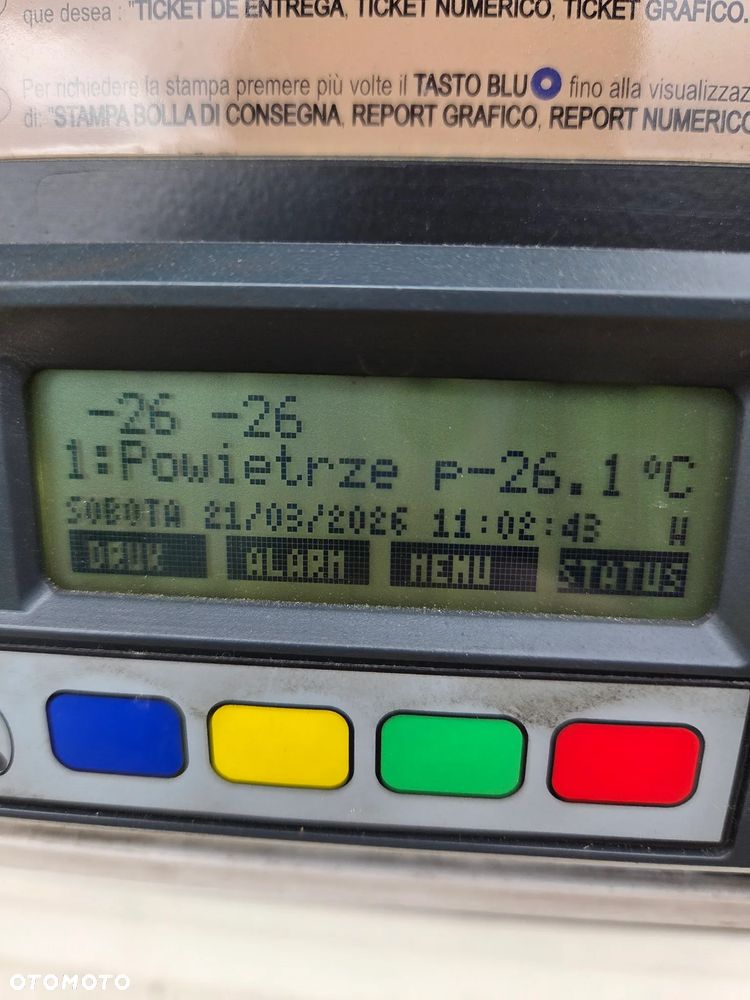 que desea : "TICKET DE ENTREGA, TICKET NUMERICO, TICKET GRAFICO.
Per richiedere la stampa premere più volte il TASTO BLU fino alla visualizzaz
di: "STAMPA BOLLA DI CONSEGNA, REPORT GRAFICO, REPORT NUMERICO
-26 -26
1:Powietrze P-26.1°C
SOBOTA 21/03/2026 11:02:43 W
DRUK ALARM MENU STATUS
OTOMOTO